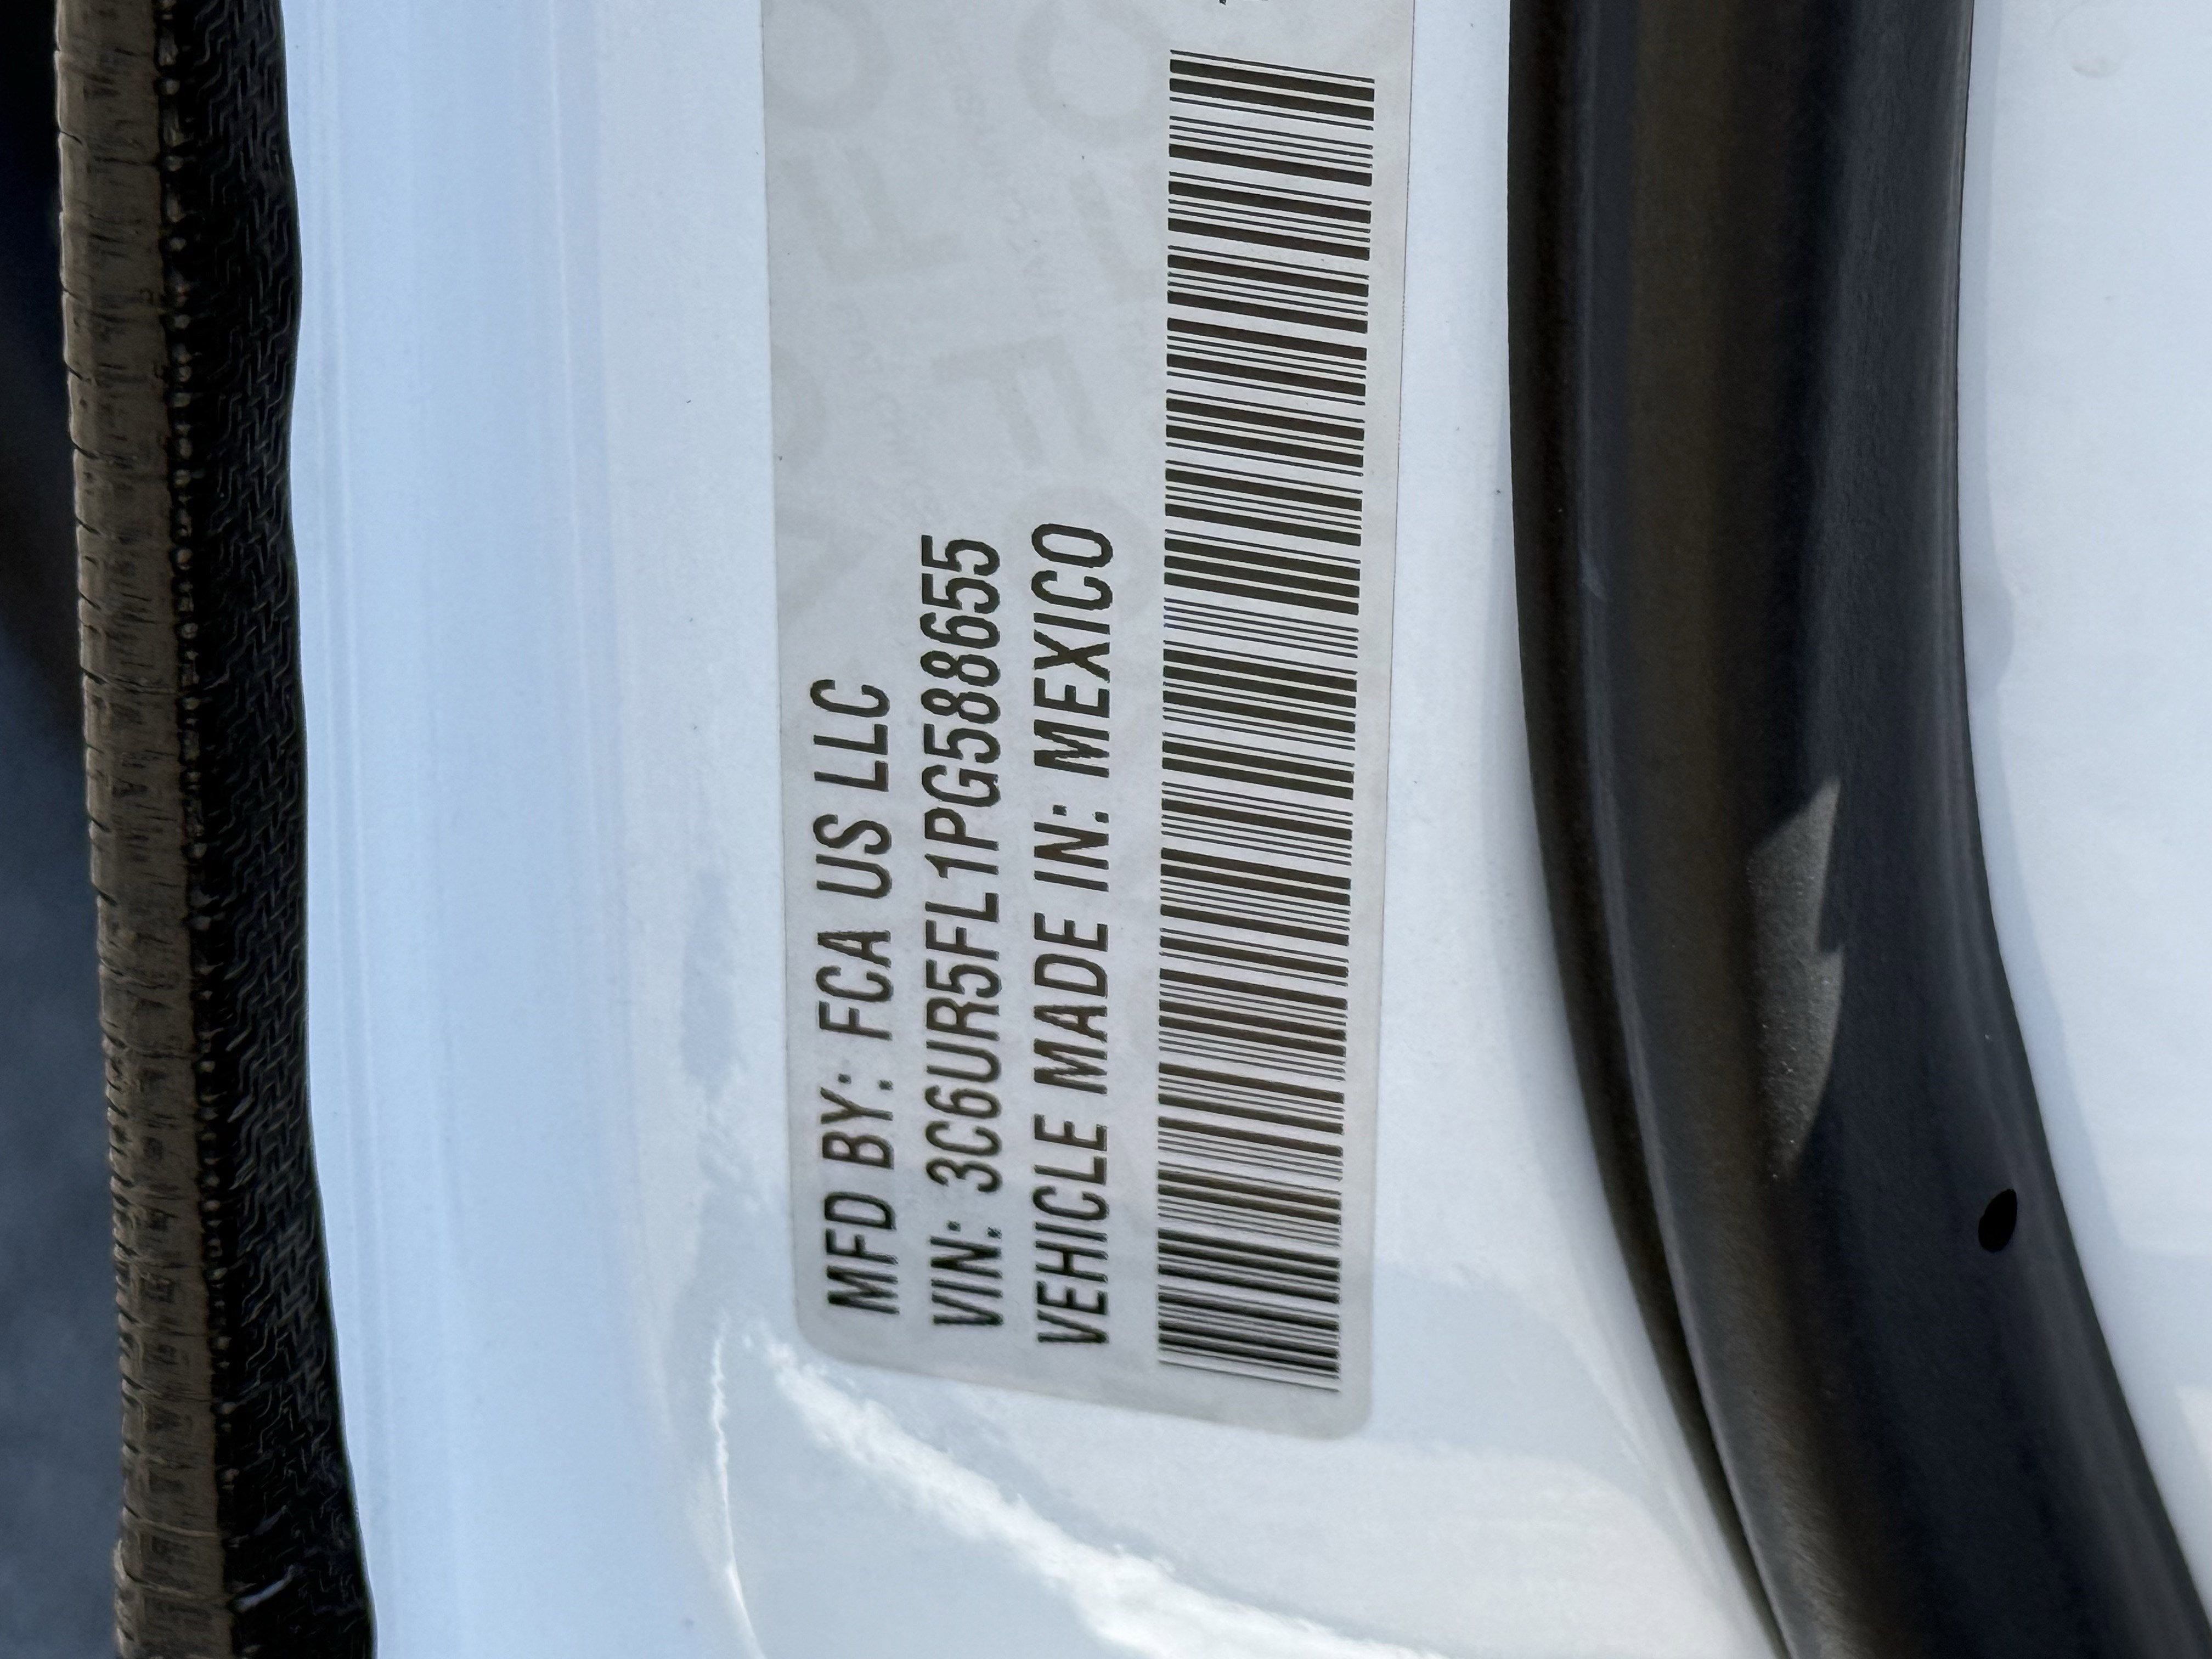 MFD BY: FCA US LLC
VIN: 3C6UR5FL1PG588655
VEHICLE MADE IN: MEXICO